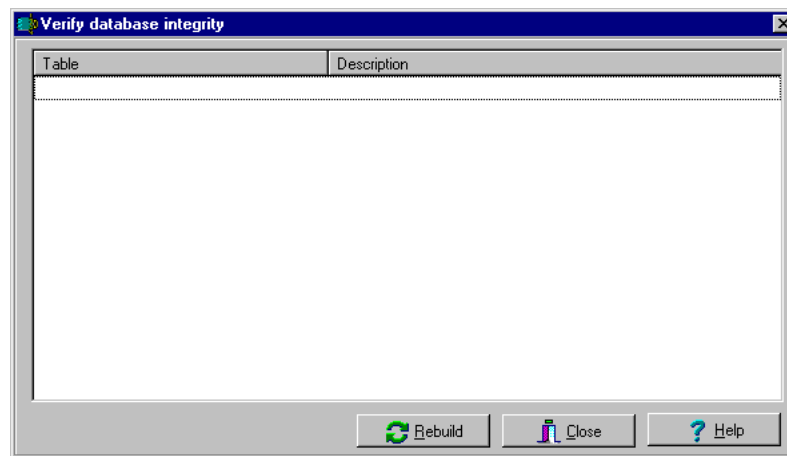 Verify database integrity
Table Description
Rebuild Close Help